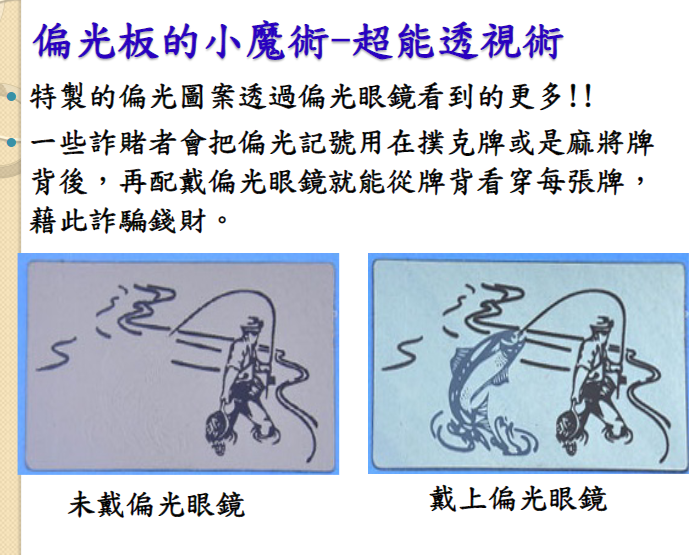 偏光板的小魔術-超能透視術
特製的偏光圖案透過偏光眼鏡看到的更多!!
一些詐賭者會把偏光記號用在撲克牌或是麻將牌
背後，再配戴偏光眼鏡就能從牌背看穿每張牌，
藉此詐騙錢財。
未戴偏光眼鏡
戴上偏光眼鏡